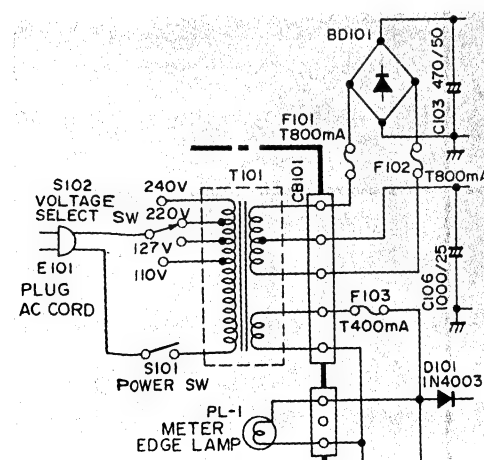 BD101
C103 470/50
F101
T800mA
F102
T800mA
T101
CB101
S102
VOLTAGE
SELECT SW
240V
220V
127V
110V
E101
PLUG
AC CORD
C106
1000/25
F103
T400mA
S101
POWER SW
D101
1N4003
PL-1
METER
EDGE LAMP